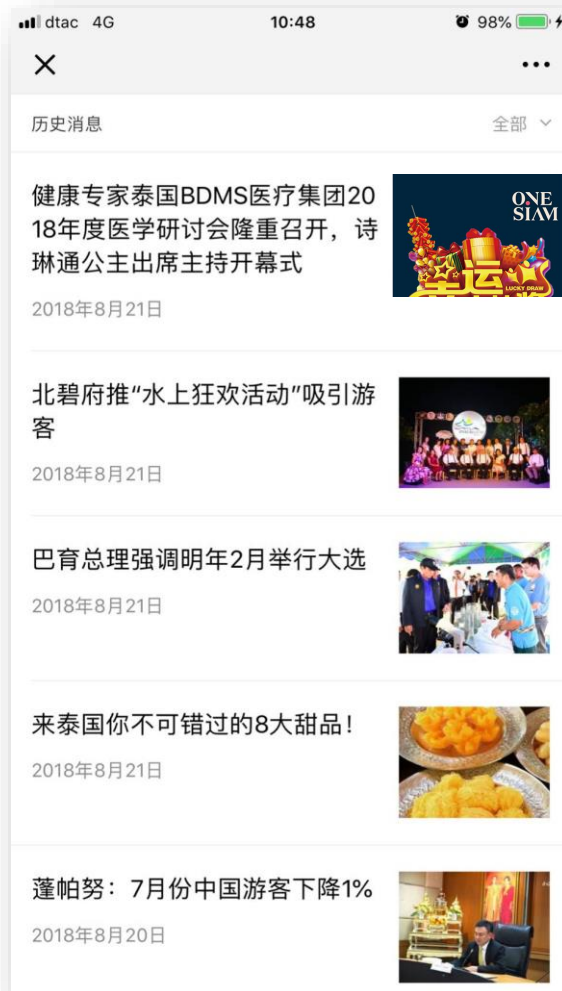 dtac 4G 10:48 98%
历史消息 全部
健康专家泰国BDMS医疗集团20
18年度医学研讨会隆重召开，诗
琳通公主出席主持开幕式
2018年8月21日
ONE
SIAM
幸运
LUCKY DRAW
北碧府推“水上狂欢活动”吸引游
客
2018年8月21日
巴育总理强调明年2月举行大选
2018年8月21日
来泰国你不可错过的8大甜品！
2018年8月21日
蓬帕努：7月份中国游客下降1%
2018年8月20日